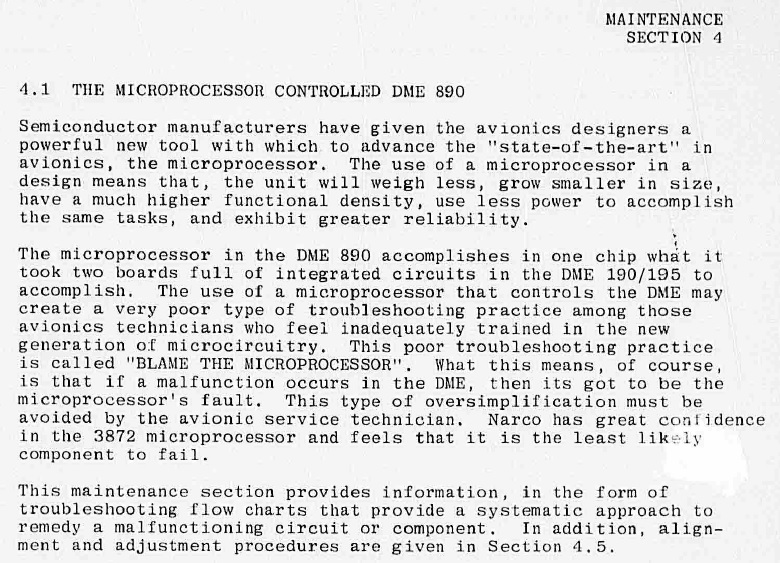 MAINTENANCE
SECTION 4
4.1 THE MICROPROCESSOR CONTROLLED DME 890
Semiconductor manufacturers have given the avionics designers a
powerful new tool with which to advance the "state-of-the-art" in
avionics, the microprocessor. The use of a microprocessor in a
design means that, the unit will weigh less, grow smaller in size,
have a much higher functional density, use less power to accomplish
the same tasks, and exhibit greater reliability.
The microprocessor in the DME 890 accomplishes in one chip what it
took two boards full of integrated circuits in the DME 190/195 to
accomplish. The use of a microprocessor that controls the DME may
create a very poor type of troubleshooting practice among those
avionics technicians who feel inadequately trained in the new
generation of microcircuitry. This poor troubleshooting practice
is called "BLAME THE MICROPROCESSOR". What this means, of course,
is that if a malfunction occurs in the DME, then its got to be the
microprocessor's fault. This type of oversimplification must be
avoided by the avionic service technician. Narco has great confidence
in the 3872 microprocessor and feels that it is the least likely
component to fail.
This maintenance section provides information, in the form of
troubleshooting flow charts that provide a systematic approach to
remedy a malfunctioning circuit or component. In addition, align-
ment and adjustment procedures are given in Section 4.5.